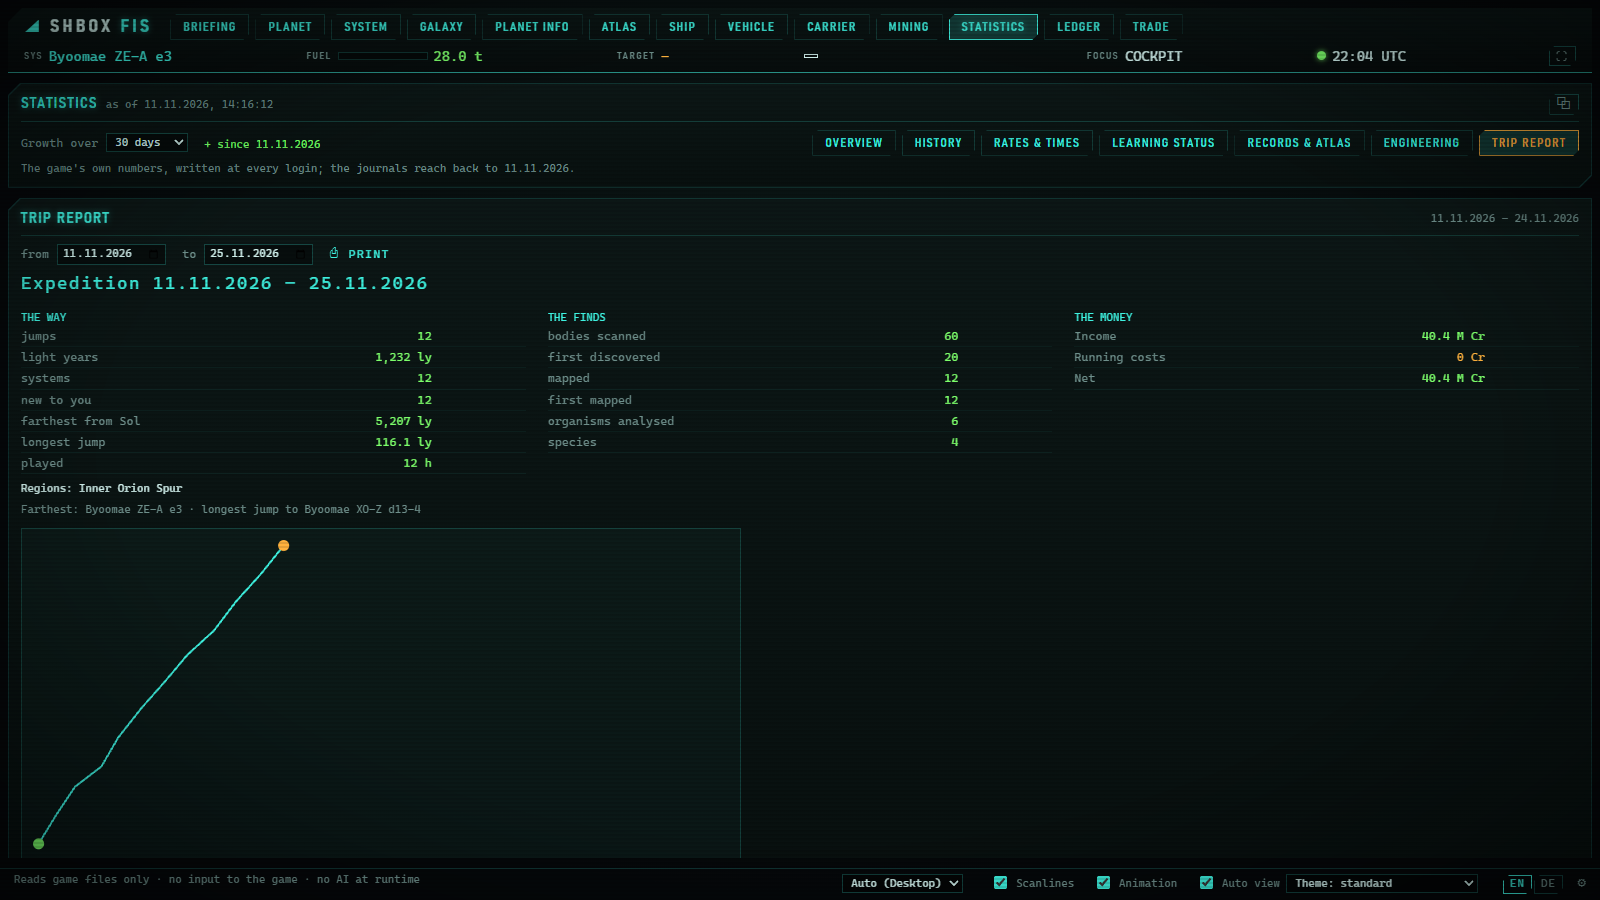 SHBOX FIS BRIEFING PLANET SYSTEM GALAXY PLANET INFO ATLAS SHIP VEHICLE CARRIER MINING STATISTICS LEDGER TRADE
SYS Byoomae ZE-A e3 FUEL 28.0 t TARGET — FOCUS COCKPIT 22:04 UTC
STATISTICS as of 11.11.2026, 14:16:12
Growth over 30 days + since 11.11.2026 OVERVIEW HISTORY RATES & TIMES LEARNING STATUS RECORDS & ATLAS ENGINEERING TRIP REPORT
The game's own numbers, written at every login; the journals reach back to 11.11.2026.
TRIP REPORT 11.11.2026 – 24.11.2026
from 11.11.2026 to 25.11.2026 PRINT
Expedition 11.11.2026 – 25.11.2026
THE WAY THE FINDS THE MONEY
jumps 12 bodies scanned 60 Income 40.4 M Cr
light years 1,232 ly first discovered 20 Running costs 0 Cr
systems 12 mapped 12 Net 40.4 M Cr
new to you 12 first mapped 12
farthest from Sol 5,207 ly organisms analysed 6
longest jump 116.1 ly species 4
played 12 h
Regions: Inner Orion Spur
Farthest: Byoomae ZE-A e3 · longest jump to Byoomae XO-Z d13-4
Reads game files only · no input to the game · no AI at runtime Auto (Desktop) Scanlines Animation Auto view Theme: standard EN DE